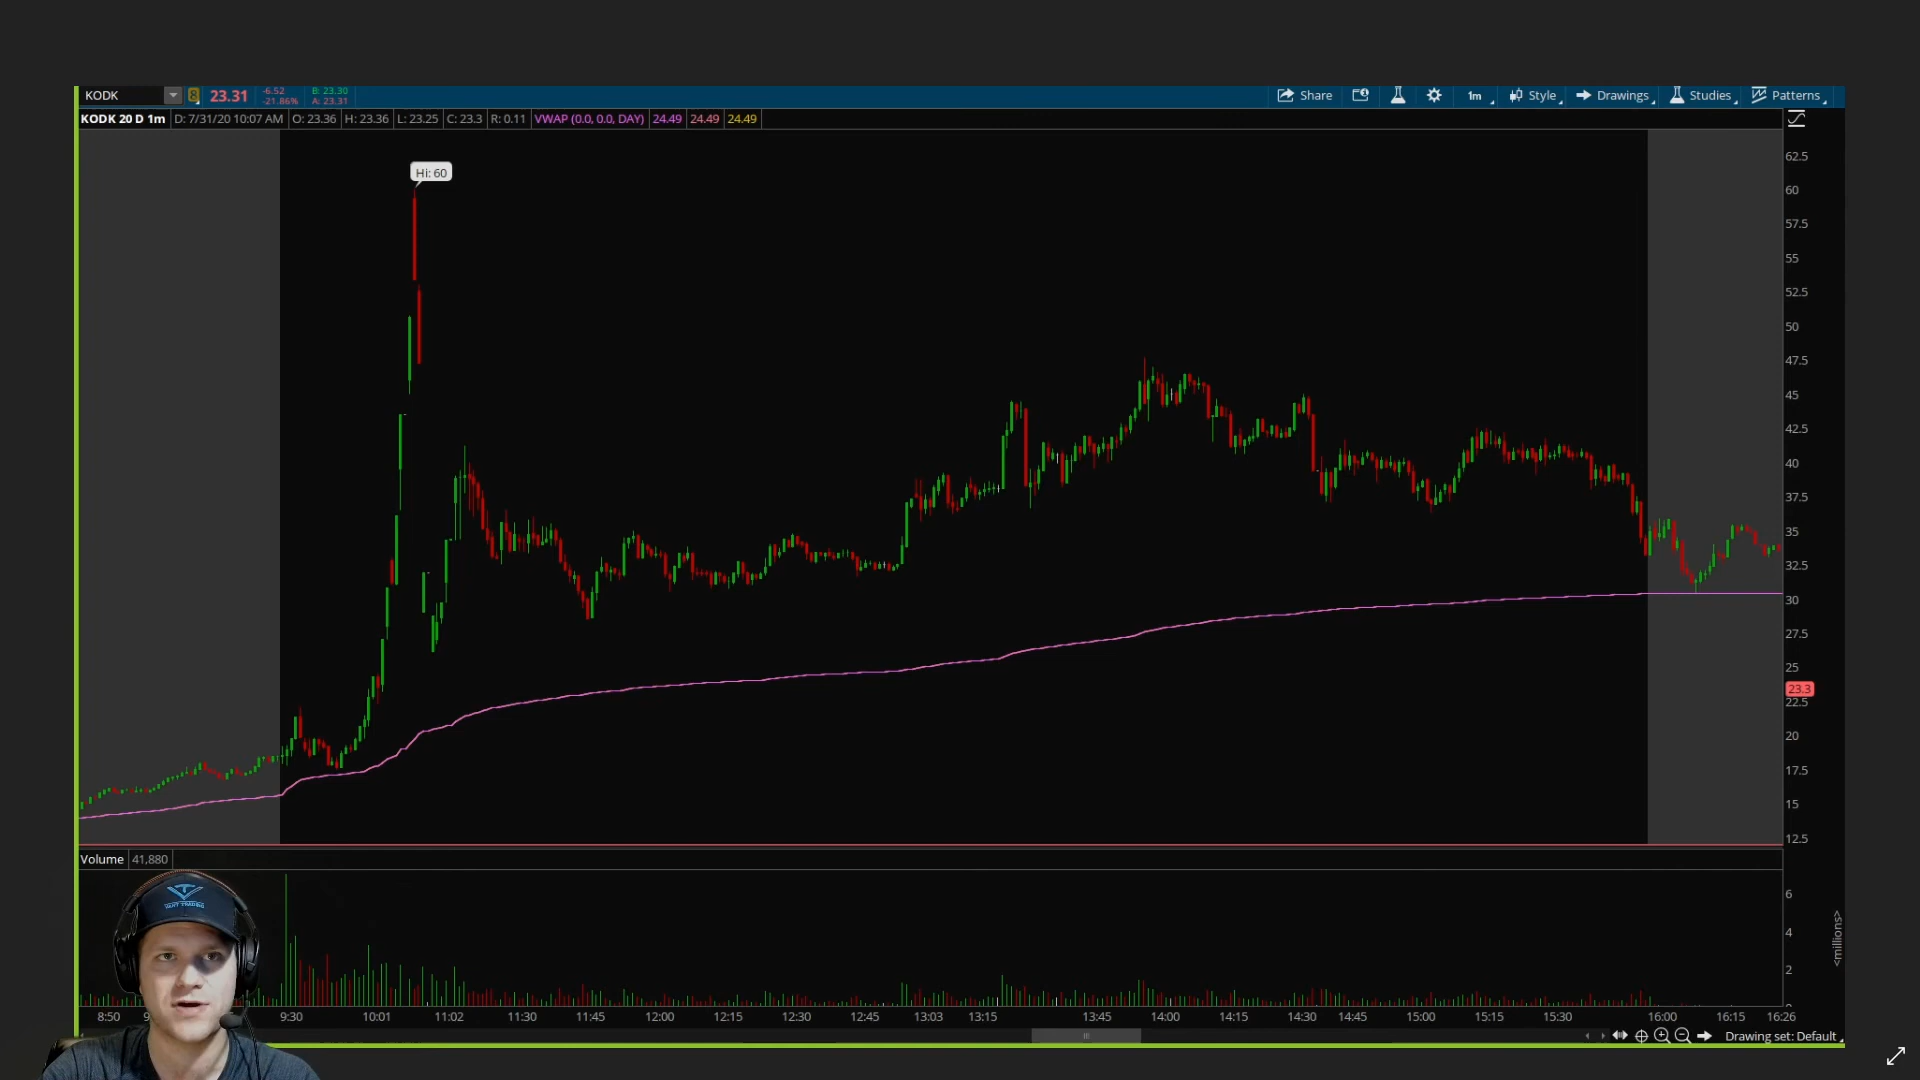 KODK 8 23.31 -6.52 B: 23.30
-21.86% A: 23.31
Share 1m Style Drawings Studies Patterns
KODK 20 D 1m D: 7/31/20 10:07 AM O: 23.36 H: 23.36 L: 23.25 C: 23.3 R: 0.11 VWAP (0.0, 0.0, DAY) 24.49 24.49 24.49
Hi: 60
62.5
60
57.5
55
52.5
50
47.5
45
42.5
40
37.5
35
32.5
30
27.5
25
23.3
22.5
20
17.5
15
12.5
Volume 41,880
6
4
2
0
<millions>
VANT TRADING
8:50 9 9:30 10:01 11:02 11:30 11:45 12:00 12:15 12:30 12:45 13:03 13:15 13:45 14:00 14:15 14:30 14:45 15:00 15:15 15:30 16:00 16:15 16:26
Drawing set: Default